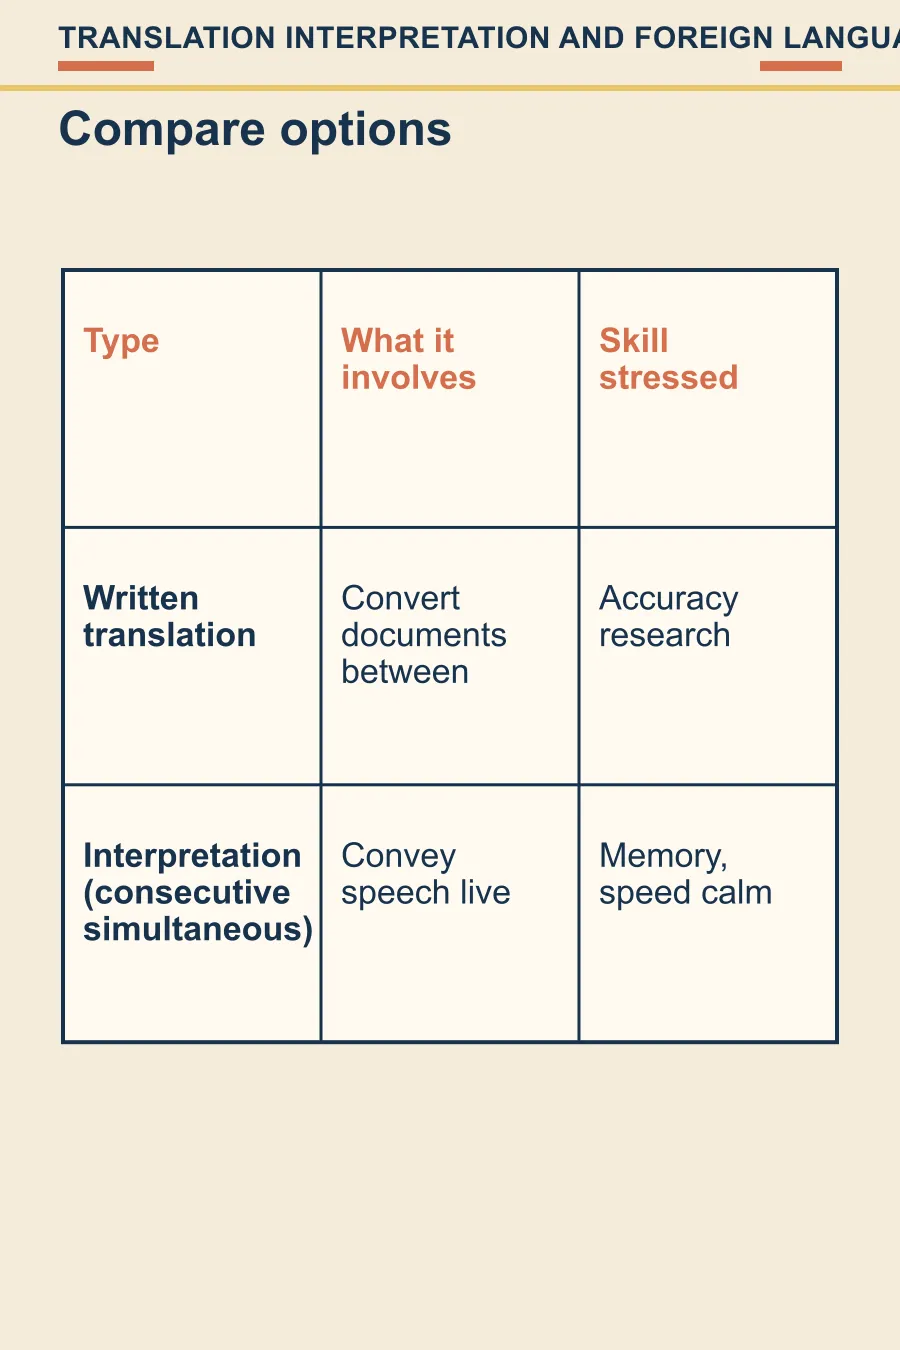 TRANSLATION INTERPRETATION AND FOREIGN LANGUA
Compare options
Type
What it
involves
Skill
stressed
Written
translation
Convert
documents
between
Accuracy
research
Interpretation
(consecutive
simultaneous)
Convey
speech live
Memory,
speed calm